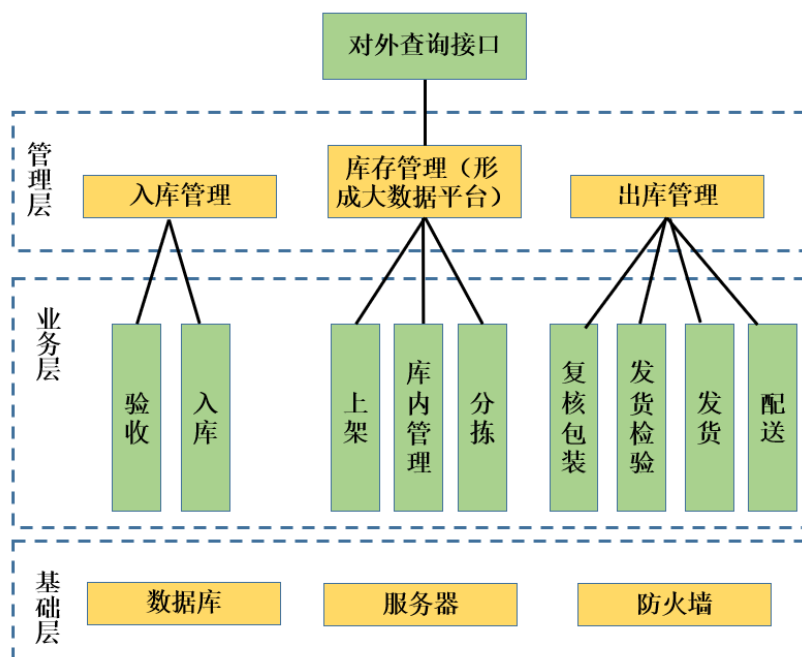 对外查询接口
管理层
入库管理
库存管理（形
成大数据平台）
出库管理
业务层
验收
入库
上架
库内管理
分拣
复核包装
发货检验
发货
配送
基础层
数据库
服务器
防火墙